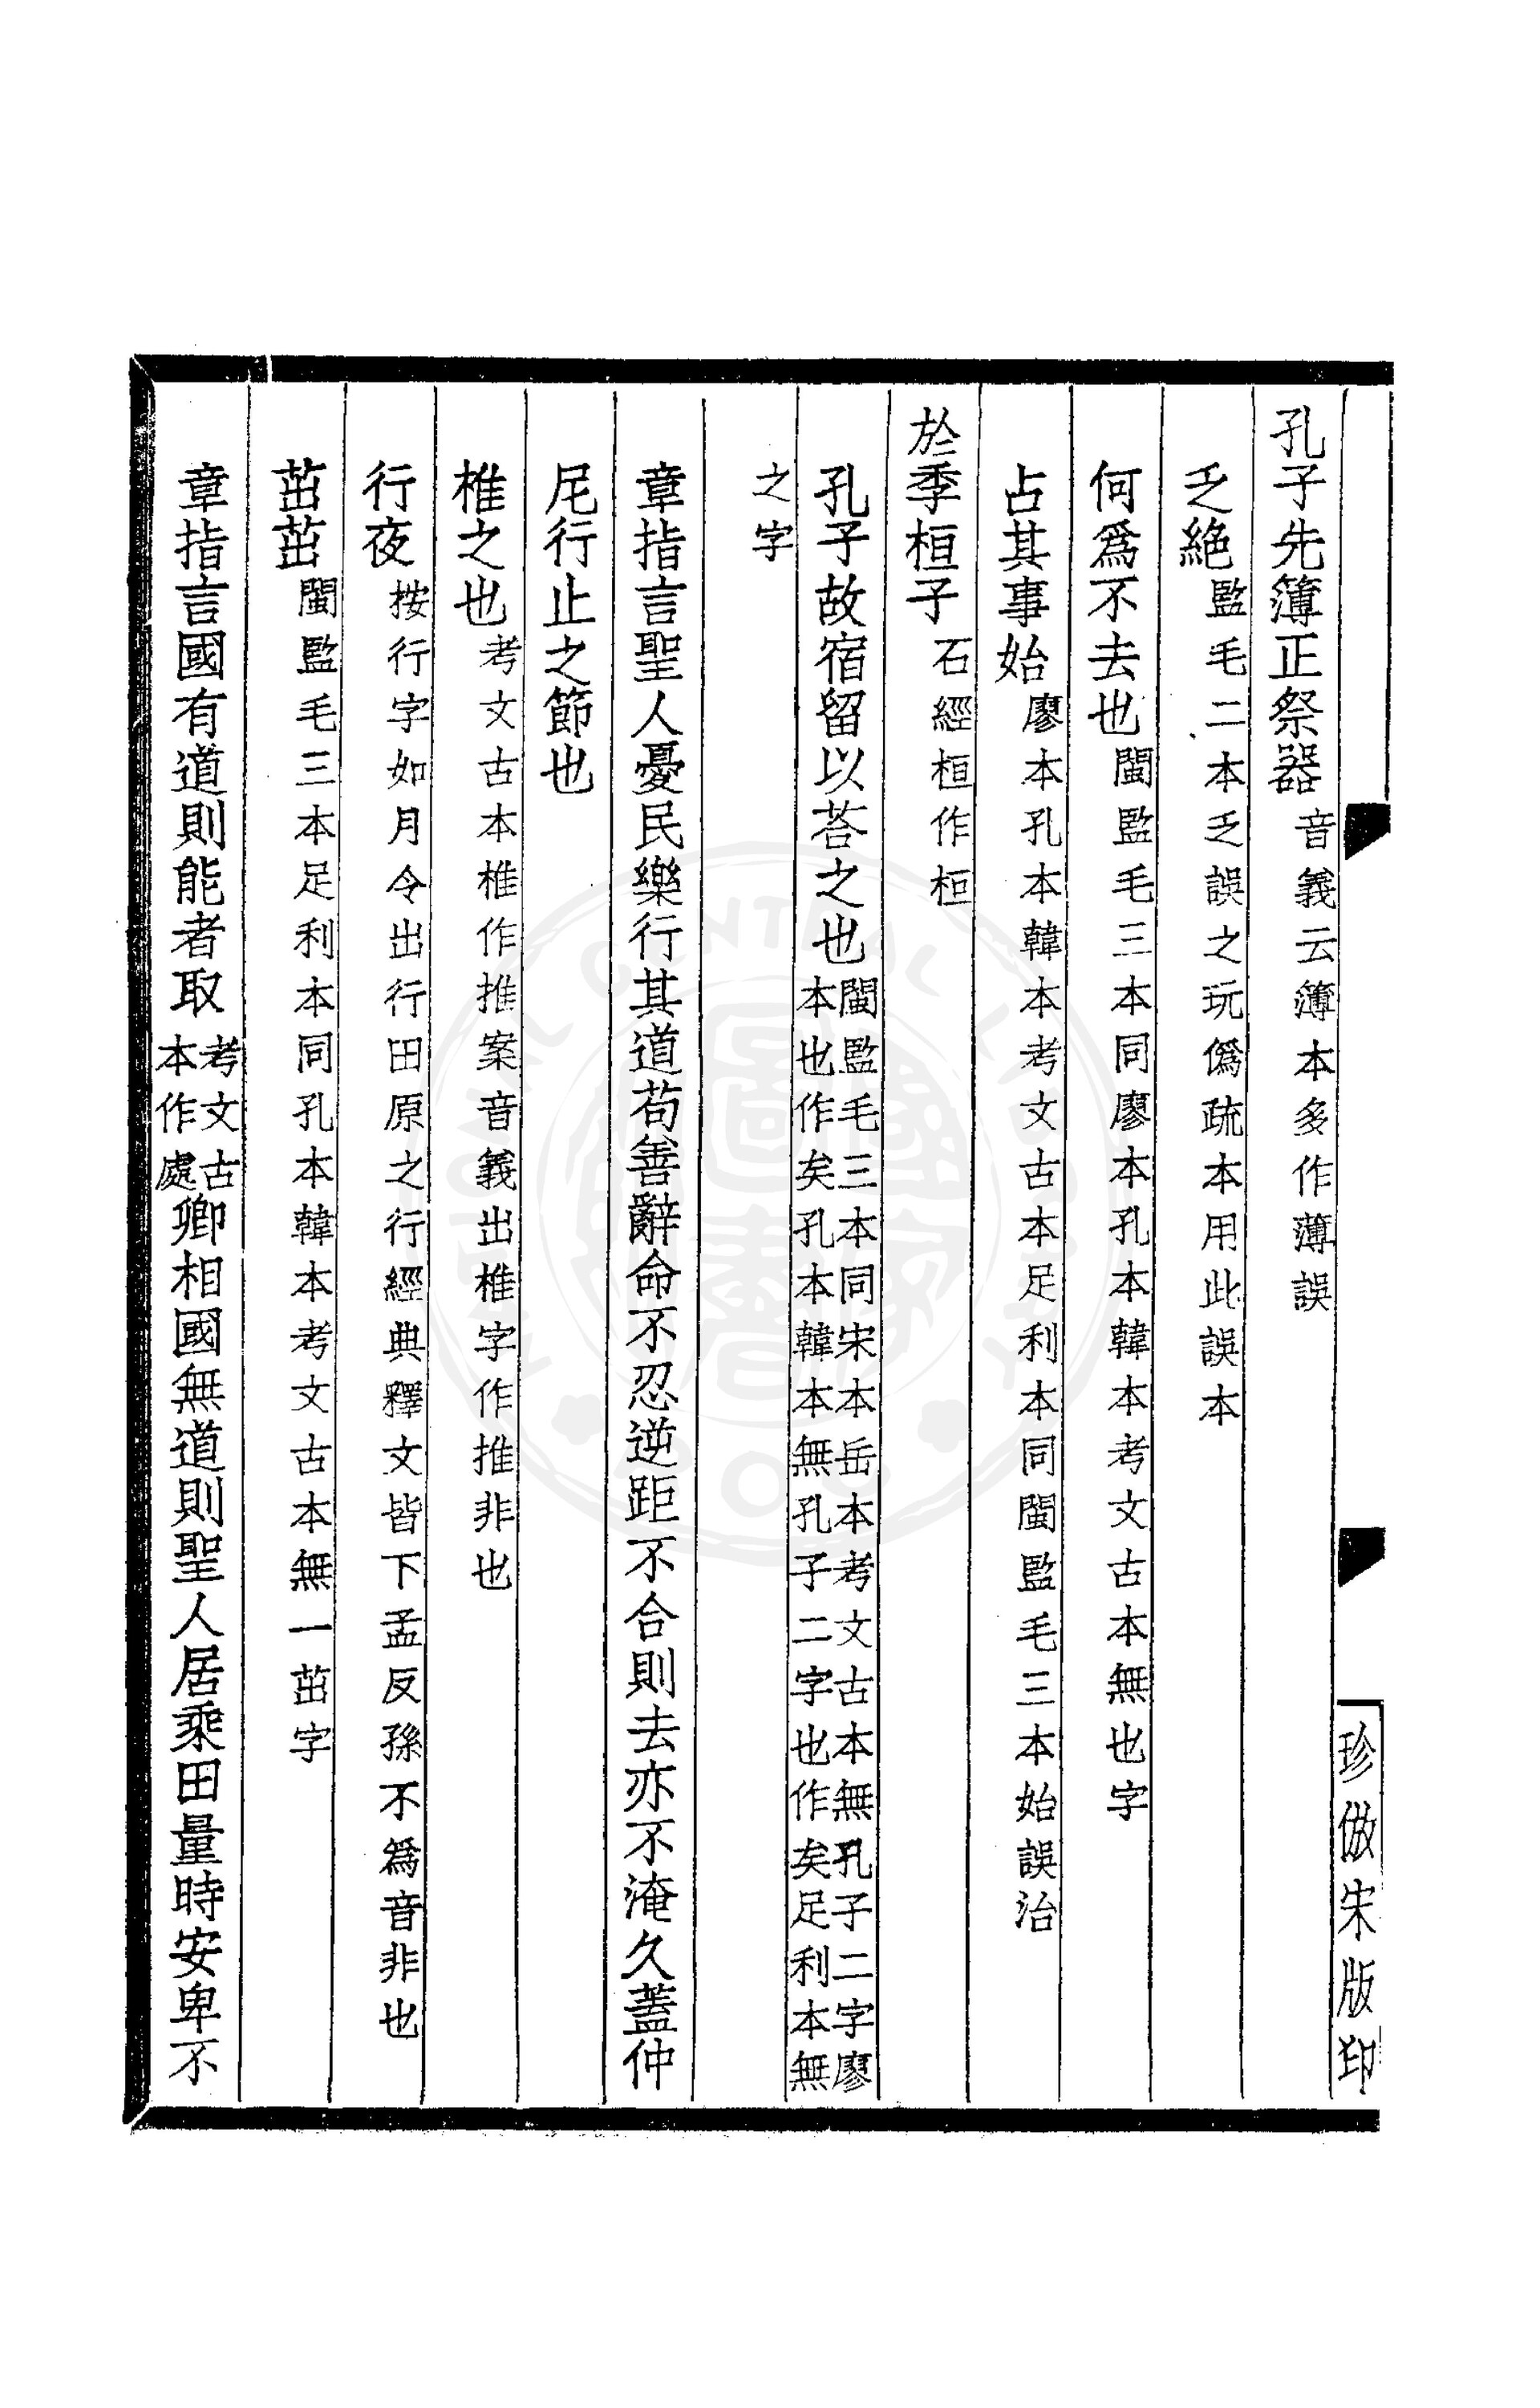 孔子先簿正祭器音義云簿本多作薄誤
乏絶監毛二本乏誤之玩僞疏本用此誤本
何爲不去也閩監毛三本同廖本孔本韓本考文古本無也字
占其事始廖本孔本韓本考文古本足利本同閩監毛三本始誤治
於季桓子石經桓作桓
孔子故宿留以荅之也閩監毛三本同宋本岳本考文古本無孔子二字廖本也作矣孔本韓本無孔子二字也作矣足利本無
之字
章指言聖人憂民樂行其道苟善辭命不忍逆距不合則去亦不淹久蓋仲
尼行止之節也
椎之也考文古本椎作推案音義出椎字作推非也
行夜按行字如月令出行田原之行經典釋文皆下孟反孫不爲音非也
茁茁閩監毛三本足利本同孔本韓本考文古本無一茁字
章指言國有道則能者取考文古本作處卿相國無道則聖人居乘田量時安卑不
珍倣宋版印